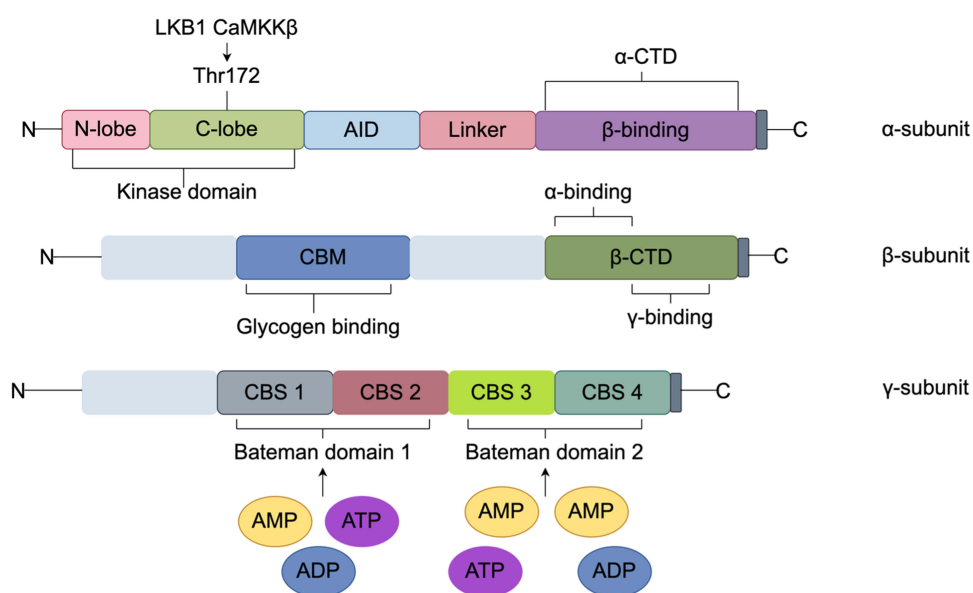 LKB1 CaMKKβ
Thr172
α-CTD
N N-lobe C-lobe AID Linker β-binding C α-subunit
Kinase domain
α-binding
N CBM β-CTD C β-subunit
Glycogen binding
γ-binding
N CBS 1 CBS 2 CBS 3 CBS 4 C γ-subunit
Bateman domain 1 Bateman domain 2
AMP ATP AMP AMP
ADP ATP ADP